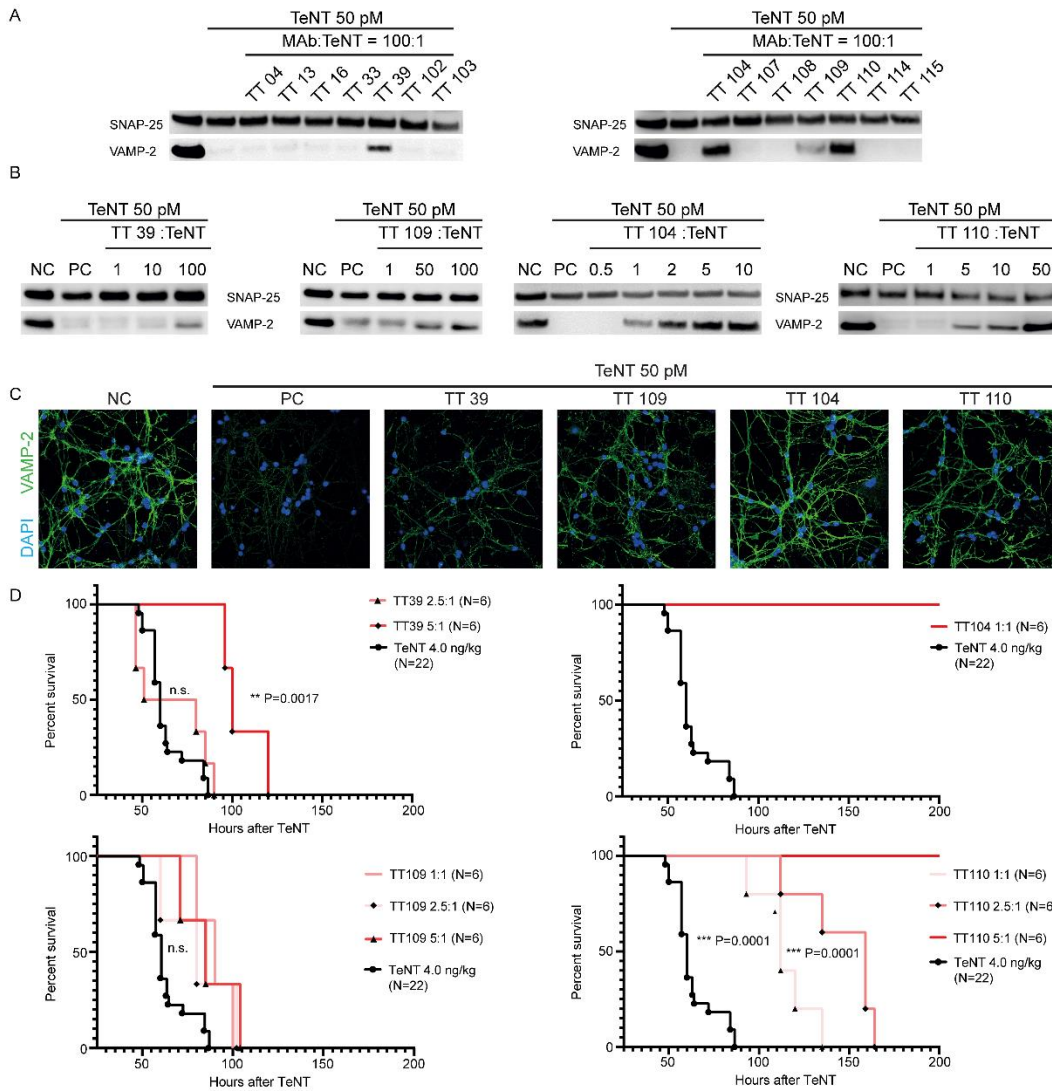 A
TeNT 50 pM
MAb:TeNT = 100:1
TT 04 TT 13 TT 16 TT 33 TT 39 TT 102 TT 103
SNAP-25
VAMP-2
TeNT 50 pM
MAb:TeNT = 100:1
TT 104 TT 107 TT 108 TT 109 TT 110 TT 114 TT 115
SNAP-25
VAMP-2
B
TeNT 50 pM
TT 39 :TeNT
NC PC 1 10 100
TeNT 50 pM
TT 109 :TeNT
NC PC 1 50 100
SNAP-25
VAMP-2
TeNT 50 pM
TT 104 :TeNT
NC PC 0.5 1 2 5 10
TeNT 50 pM
TT 110 :TeNT
NC PC 1 5 10 50
SNAP-25
VAMP-2
C
TeNT 50 pM
NC PC TT 39 TT 109 TT 104 TT 110
VAMP-2
DAPI
D
Percent survival
100
50
0
n.s.
** P=0.0017
TT39 2.5:1 (N=6)
TT39 5:1 (N=6)
TeNT 4.0 ng/kg
(N=22)
50 100 150 200
Hours after TeNT
Percent survival
100
50
0
TT104 1:1 (N=6)
TeNT 4.0 ng/kg
(N=22)
50 100 150 200
Hours after TeNT
Percent survival
100
50
0
n.s.
TT109 1:1 (N=6)
TT109 2.5:1 (N=6)
TT109 5:1 (N=6)
TeNT 4.0 ng/kg
(N=22)
50 100 150 200
Hours after TeNT
Percent survival
100
50
0
*** P=0.0001
*** P=0.0001
TT110 1:1 (N=6)
TT110 2.5:1 (N=6
TT110 5:1 (N=6)
TeNT 4.0 ng/kg
(N=22)
50 100 150 200
Hours after TeNT